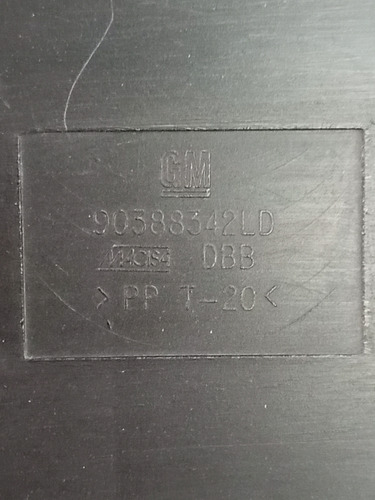 GM
90588342LD
DBB
> PP T-20 <